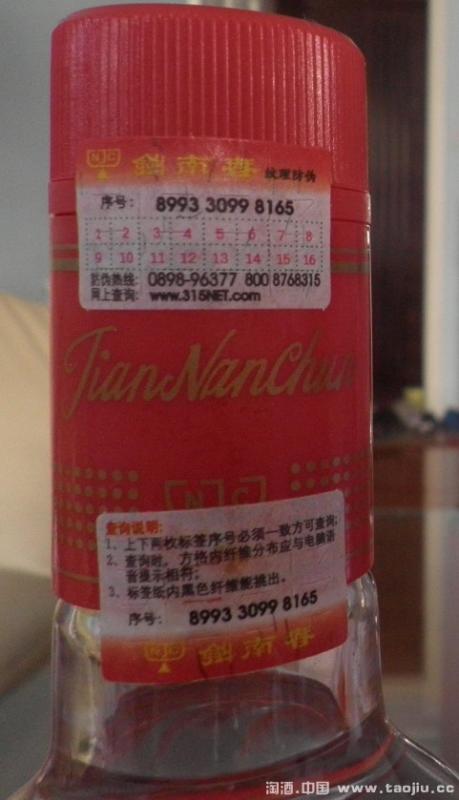 NC 剑南春 纹理防伪
序号: 8993 3099 8165
1 2 3 4 5 6 7 8
9 10 11 12 13 14 15 16
防伪热线: 0898-96377 800 8768315
网上查询: www.315NET.com
JianNanChun
NC
查询说明:
1、上下两枚标签序号必须一致方可查询;
2、查询时，方格内纤维分布应与电脑语
音提示相符;
3、标签纸内黑色纤维能挑出。
序号: 8993 3099 8165
NC 剑南春
淘酒.中国 www.taojiu.cc